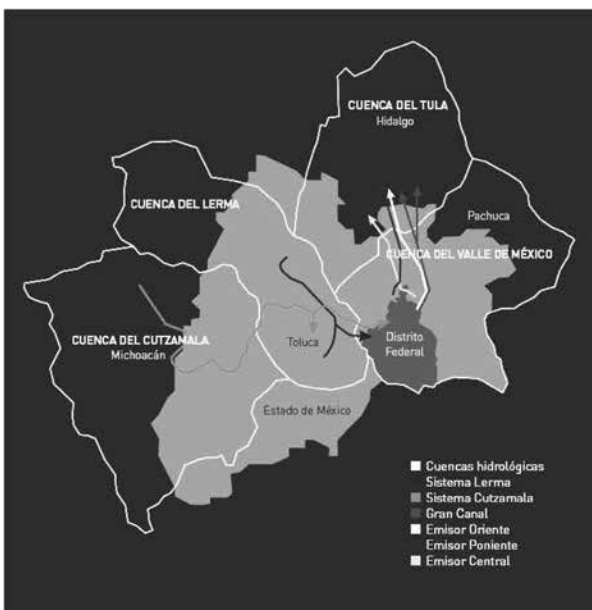 CUENCA DEL TULA
Hidalgo
CUENCA DEL LERMA
Pachuca
CUENCA DEL VALLE DE MÉXICO
CUENCA DEL CUTZAMALA
Michoacán
Toluca
Distrito
Federal
Estado de México
Cuencas hidrológicas
Sistema Lerma
Sistema Cutzamala
Gran Canal
Emisor Oriente
Emisor Poniente
Emisor Central